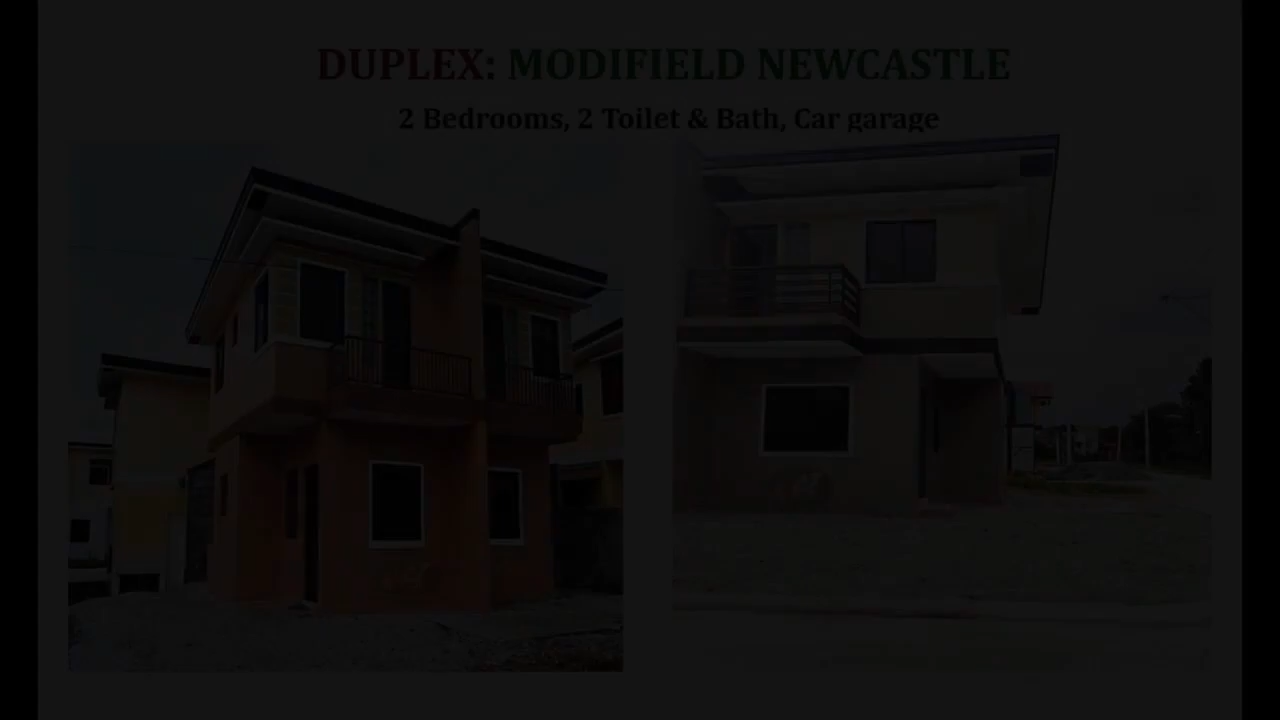 DUPLEX: MODIFIELD NEWCASTLE
2 Bedrooms, 2 Toilet & Bath, Car garage